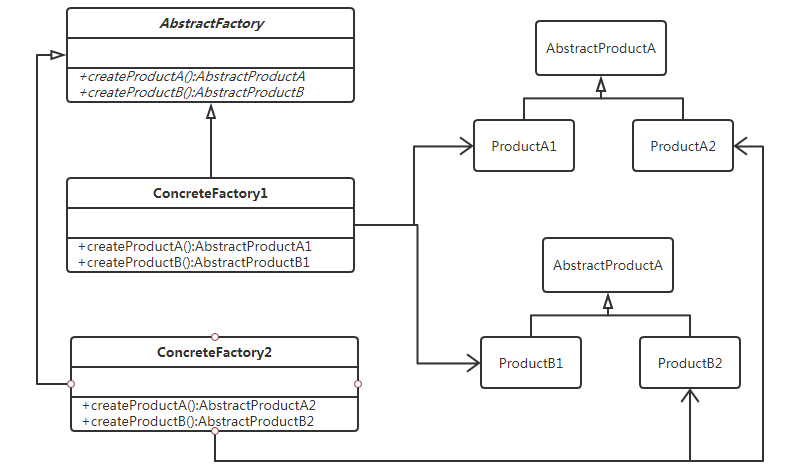 AbstractFactory
+createProductA():AbstractProductA
+createProductB():AbstractProductB
AbstractProductA
ProductA1
ProductA2
ConcreteFactory1
+createProductA():AbstractProductA1
+createProductB():AbstractProductB1
AbstractProductA
ProductB1
ProductB2
ConcreteFactory2
+createProductA():AbstractProductA2
+createProductB():AbstractProductB2